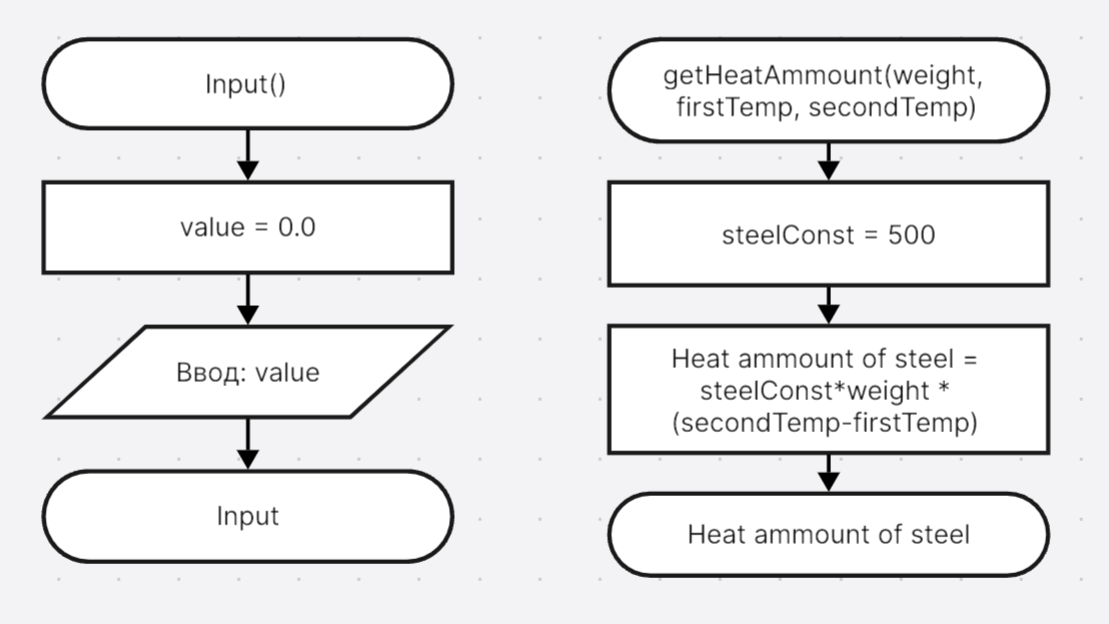 Input()
value = 0.0
Ввод: value
Input
getHeatAmmount(weight,
firstTemp, secondTemp)
steelConst = 500
Heat ammount of steel =
steelConst*weight *
(secondTemp-firstTemp)
Heat ammount of steel